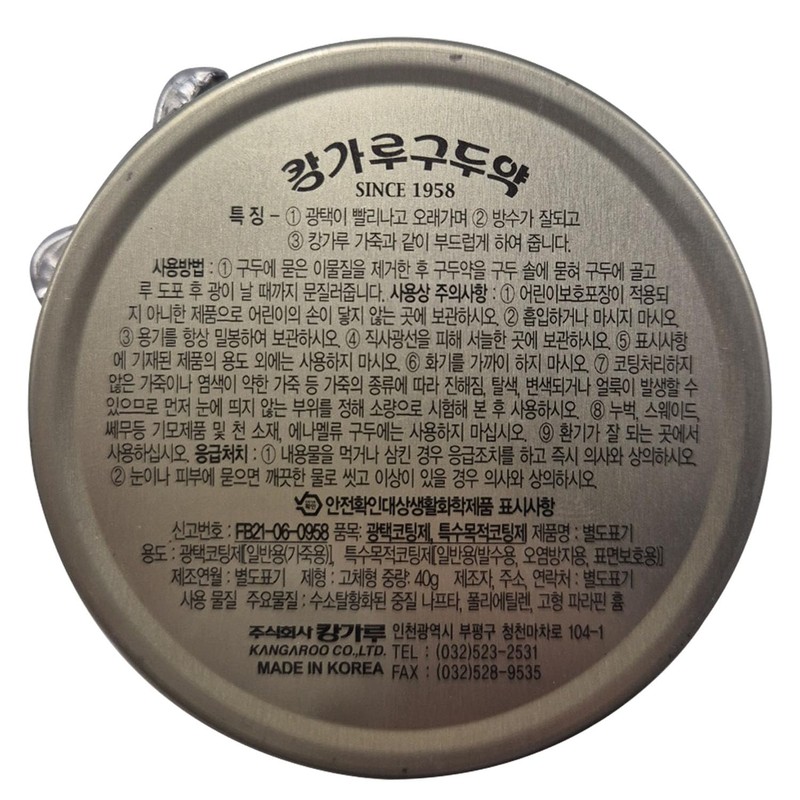 캉가루구두약
SINCE 1958
특 징 - ① 광택이 빨리나고 오래가며 ② 방수가 잘되고
③ 캉가루 가죽과 같이 부드럽게 하여 줍니다.
사용방법 : ① 구두에 묻은 이물질을 제거한 후 구두약을 구두 솔에 묻혀 구두에 골고
루 도포 후 광이 날 때까지 문질러줍니다. 사용상 주의사항 : ① 어린이보호포장이 적용되
지 아니한 제품으로 어린이의 손이 닿지 않는 곳에 보관하시오. ② 흡입하거나 마시지 마시오.
③ 용기를 항상 밀봉하여 보관하시오. ④ 직사광선을 피해 서늘한 곳에 보관하시오. ⑤ 표시사항
에 기재된 제품의 용도 외에는 사용하지 마시오. ⑥ 화기를 가까이 하지 마시오. ⑦ 코팅처리하지
않은 가죽이나 염색이 약한 가죽 등 가죽의 종류에 따라 진해짐, 탈색, 변색되거나 얼룩이 발생할 수
있으므로 먼저 눈에 띄지 않는 부위를 정해 소량으로 시험해 본 후 사용하시오. ⑧ 누벅, 스웨이드,
쎄무등 기모제품 및 천 소재, 에나멜류 구두에는 사용하지 마십시오. ⑨ 환기가 잘 되는 곳에서
사용하십시오. 응급처치 : ① 내용물을 먹거나 삼킨 경우 응급조치를 하고 즉시 의사와 상의하시오.
② 눈이나 피부에 묻으면 깨끗한 물로 씻고 이상이 있을 경우 의사와 상의하시오.
안전확인대상생활화학제품 표시사항
신고번호 : FB21-06-0958 품목: 광택코팅제, 특수목적코팅제 제품명 : 별도표기
용도 : 광택코팅제[일반용(가죽용)], 특수목적코팅제[일반용(발수용, 오염방지용, 표면보호용)]
제조연월 : 별도표기 제형 : 고체형 중량: 40g 제조자, 주소, 연락처 : 별도표기
사용 물질 주요물질 : 수소탈황화된 중질 나프타, 폴리에틸렌, 고형 파라핀 흄
주식회사 캉가루 인천광역시 부평구 청천마차로 104-1
KANGAROO CO.,LTD. TEL : (032)523-2531
MADE IN KOREA FAX : (032)528-9535